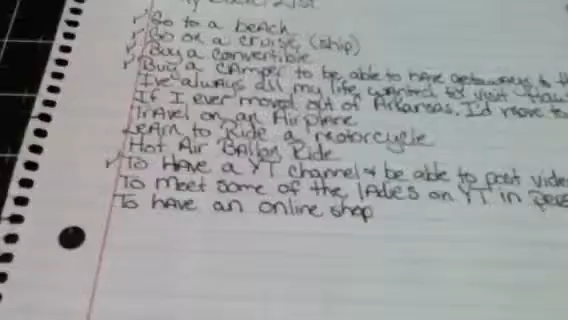 List
✓ Go to a beach
✓ Go on a cruise (ship)
✓ Buy a convertible
✓ Buy a camper to be able to have getaways to
I've always all my life wanted to visit
If I ever moved out of Arkansas, I'd move to
Travel on an Airplane
Learn to Ride a motorcycle
Hot Air Ballon Ride
✓ To Have a YT channel & be able to post
To meet some of the ladies on YT in
To have an online shop